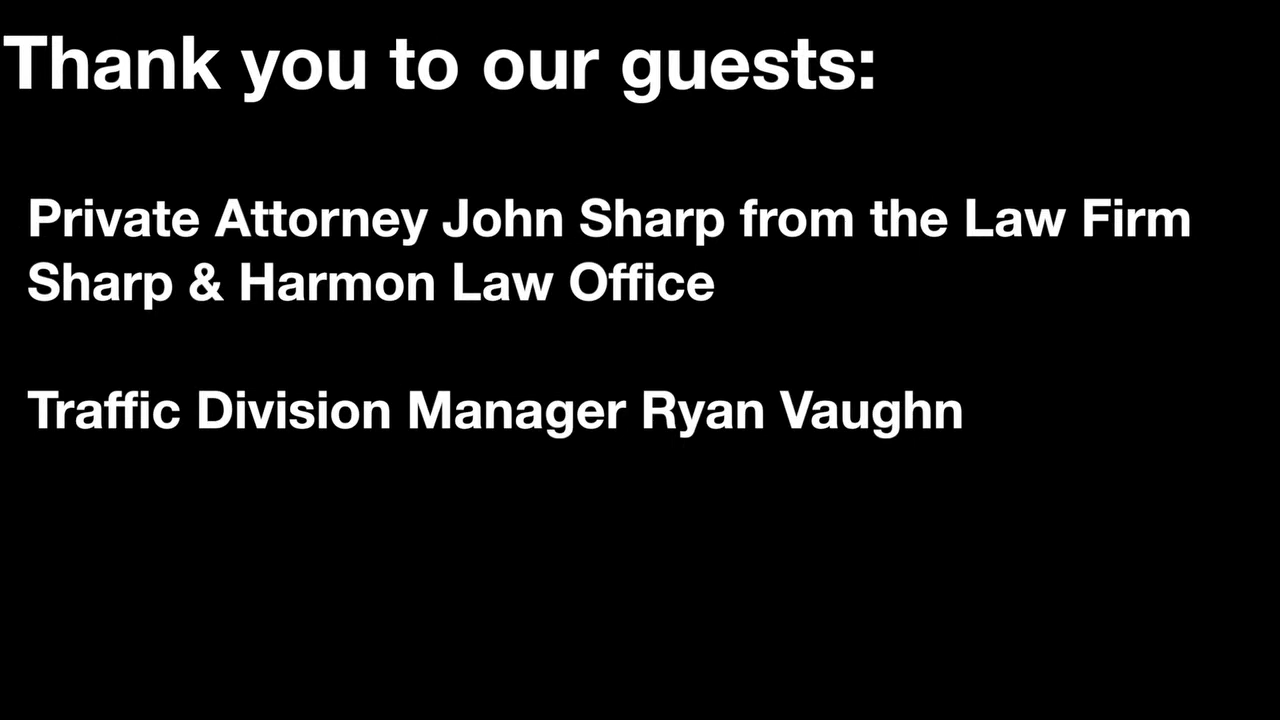 Thank you to our guests:
Private Attorney John Sharp from the Law Firm
Sharp & Harmon Law Office
Traffic Division Manager Ryan Vaughn